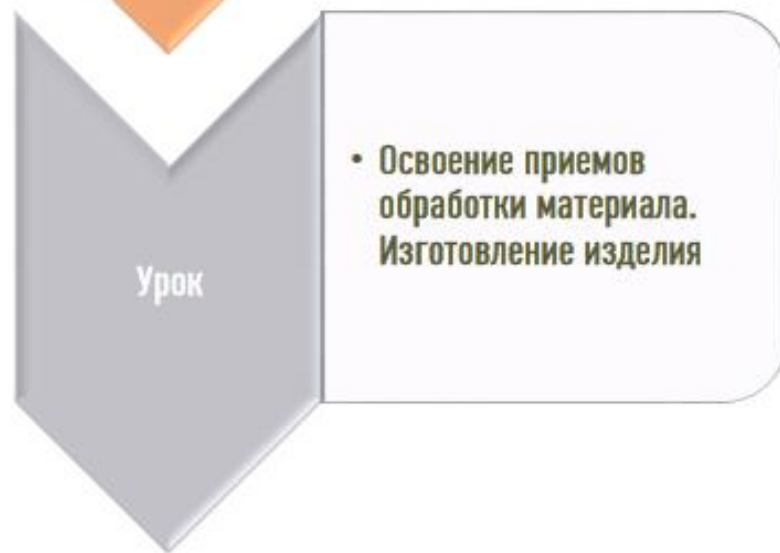 Урок
• Освоение приемов
обработки материала.
Изготовление изделия